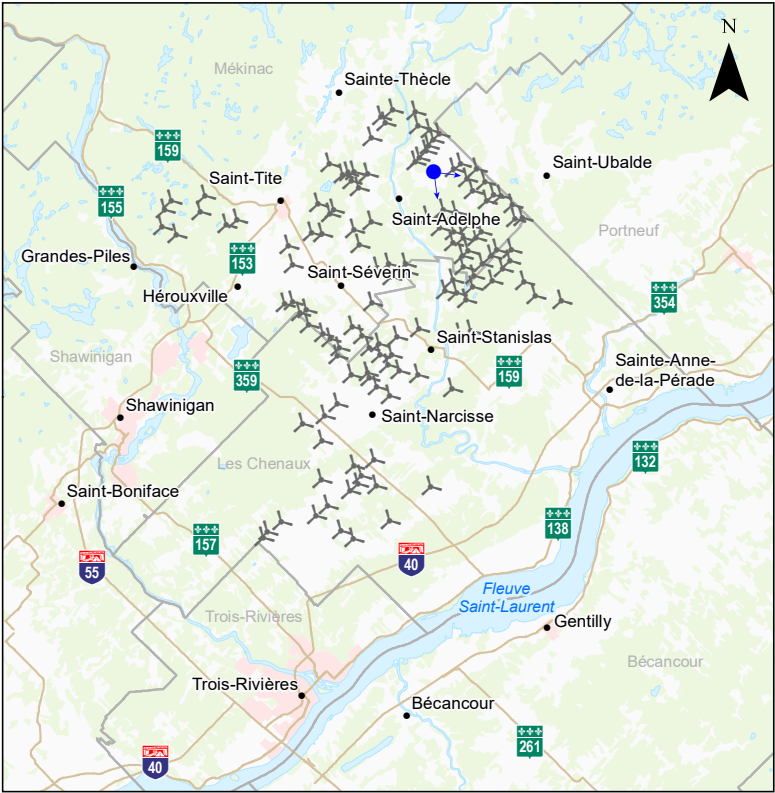 N
Mékinac
Sainte-Thècle
159
Saint-Ubalde
Saint-Tite
155
Saint-Adelphe
Portneuf
Grandes-Piles
153
Saint-Séverin
Hérouxville
354
Saint-Stanislas
Shawinigan
Sainte-Anne-
de-la-Pérade
359
159
Shawinigan
Saint-Narcisse
132
Les Chenaux
Saint-Boniface
138
157
40
55
Fleuve
Saint-Laurent
Trois-Rivières
Gentilly
Bécancour
Trois-Rivières
Bécancour
261
40